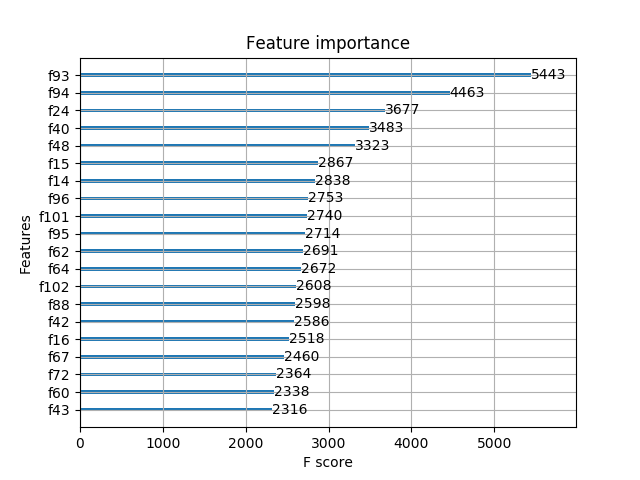 Feature importance
f93 5443
f94 4463
f24 3677
f40 3483
f48 3323
f15 2867
f14 2838
f96 2753
f101 2740
f95 2714
f62 2691
f64 2672
f102 2608
f88 2598
f42 2586
f16 2518
f67 2460
f72 2364
f60 2338
f43 2316
Features
0 1000 2000 3000 4000 5000
F score